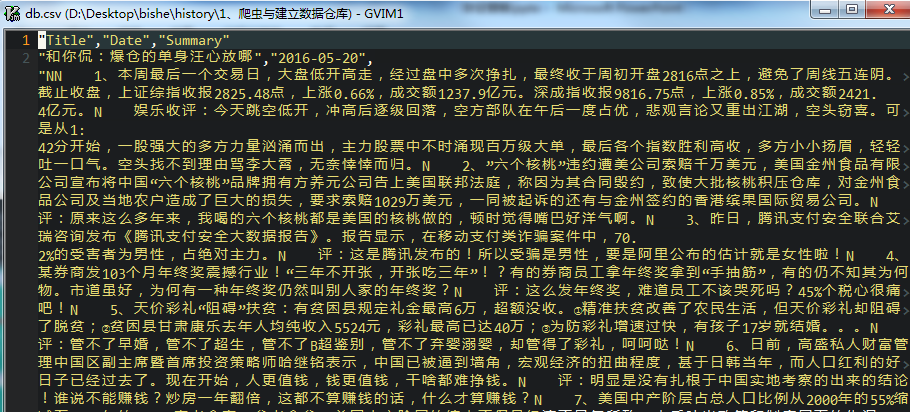 db.csv (D:\Desktop\bishe\history\1、爬虫与建立数据仓库) - GVIM1
1 "Title","Date","Summary"
2 "和你侃：爆仓的单身汪心放哪","2016-05-20",
"NN    1、本周最后一个交易日，大盘低开高走，经过盘中多次挣扎，最终收于周初开盘2816点之上，避免了周线五连阴。
截止收盘，上证综指收报2825.48点，上涨0.66%，成交额1237.9亿元。深成指收报9816.75点，上涨0.85%，成交额2421.
4亿元。N    娱乐收评：今天跳空低开，冲高后逐级回落，空方部队在午后一度占优，悲观言论又重出江湖，空头窃喜。可
是从1:
42分开始，一股强大的多方力量汹涌而出，主力股票中不时涌现百万级大单，最后各个指数胜利高收，多方小小扬眉，轻轻
吐一口气。空头找不到理由骂李大霄，无奈悻悻而归。N    2、”六个核桃”违约遭美公司索赔千万美元，美国金州食品有限
公司宣布将中国“六个核桃”品牌拥有方养元公司告上美国联邦法庭，称因为其合同毁约，致使大批核桃积压仓库，对金州食
品公司及当地农户造成了巨大的损失，要求索赔1029万美元，一同被起诉的还有与金州签约的香港缤果国际贸易公司。N
评：原来这么多年来，我喝的六个核桃都是美国的核桃做的，顿时觉得嘴巴好洋气啊。N    3、昨日，腾讯支付安全联合艾
瑞咨询发布《腾讯支付安全大数据报告》。报告显示，在移动支付类诈骗案件中，70.
2%的受害者为男性，占绝对主力。N    评：这是腾讯发布的！所以受骗是男性，要是阿里公布的估计就是女性啦！N    4、
某券商发103个月年终奖震撼行业！“三年不开张，开张吃三年”！？有的券商员工拿年终奖拿到“手抽筋”，有的仍不知其为何
物。市道虽好，为何有一种年终奖仍然叫别人家的年终奖？N    评：这么发年终奖，难道员工不该哭死吗？45%个税心很痛
吧！N    5、天价彩礼“阻碍”扶贫：有贫困县规定礼金最高6万，超额没收。①精准扶贫改善了农民生活，但天价彩礼却阻碍
了脱贫；②贫困县甘肃康乐去年人均纯收入5524元，彩礼最高已达40万；③为防彩礼增速过快，有孩子17岁就结婚。。。N
评：管不了早婚，管不了超生，管不了B超鉴别，管不了弃婴溺婴，却管得了彩礼，呵呵哒！N    6、日前，高盛私人财富管
理中国区副主席暨首席投资策略师哈继铭表示，中国已被逼到墙角，宏观经济的扭曲程度，甚于日韩当年，而人口红利的好
日子已经过去了。现在开始，人更值钱，钱更值钱，干啥都难挣钱。N    评：明显是没有扎根于中国实地考察的出来的结论
！谁说不能赚钱？炒房一年翻倍，这都不算赚钱的话，什么才算赚钱？N    7、美国中产阶层占总人口比例从2000年的55%缩